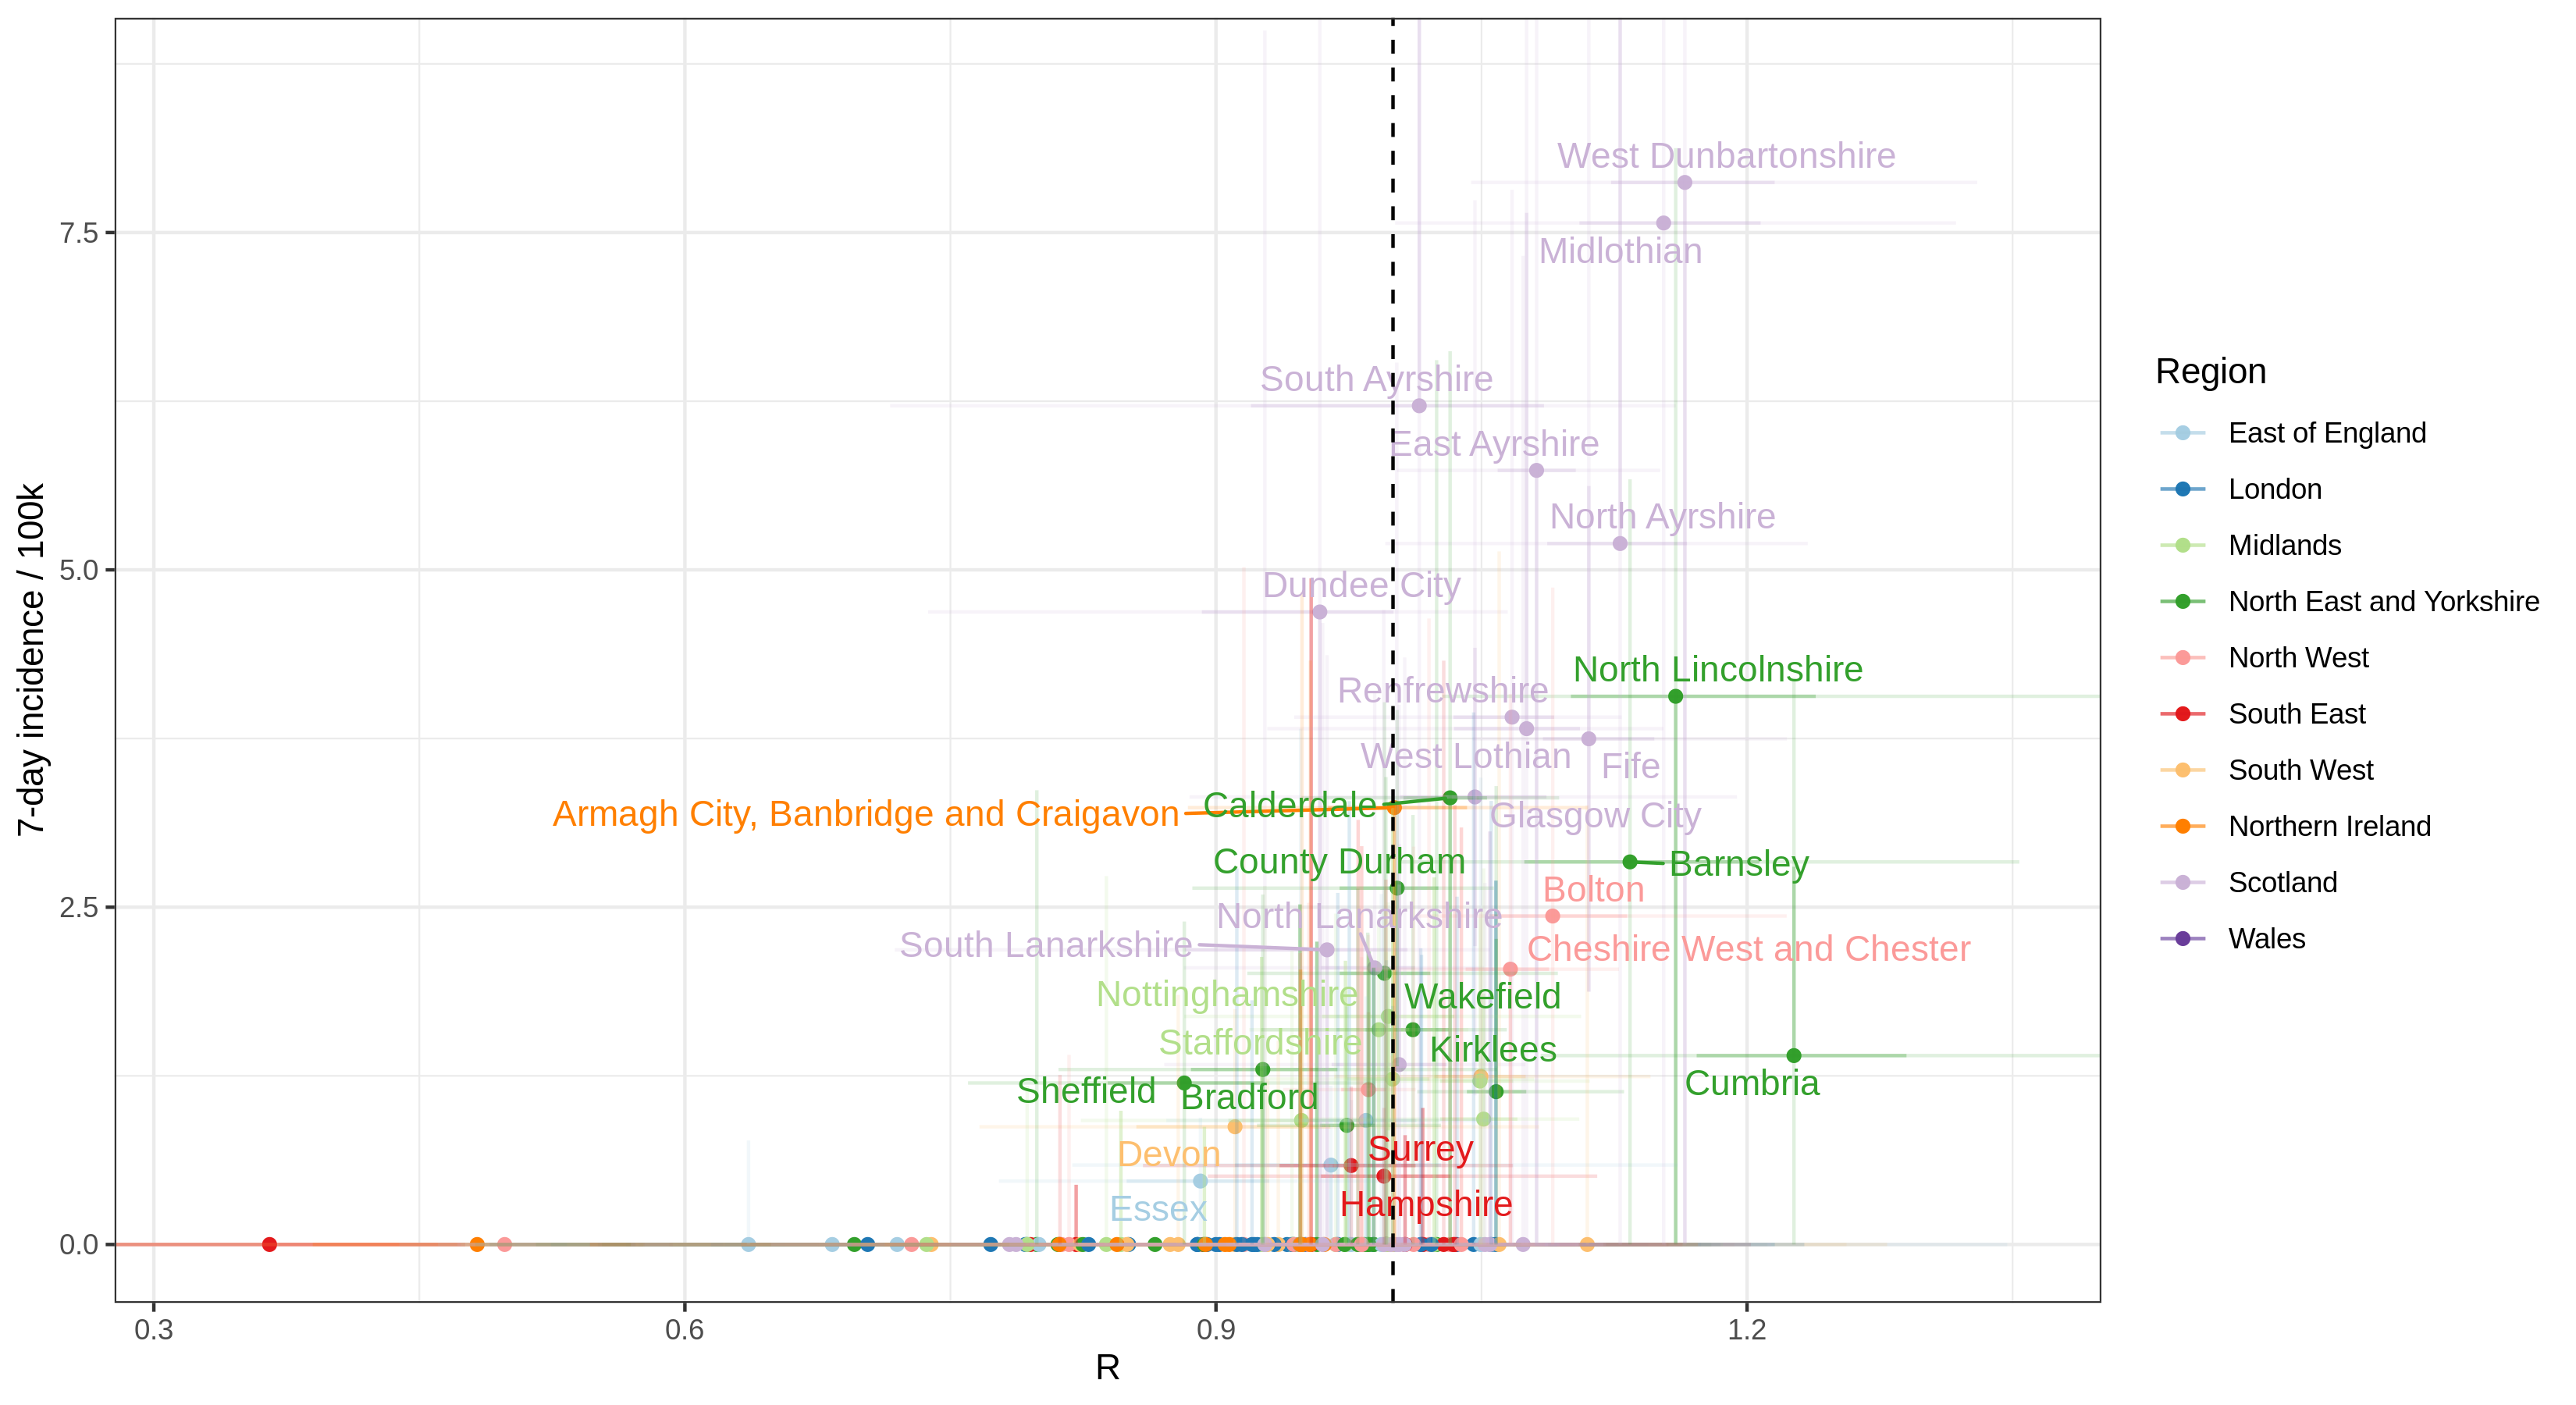 West Dunbartonshire
7.5
Midlothian
South Ayrshire
East Ayrshire
North Ayrshire
5.0
Dundee City
North Lincolnshire
Renfrewshire
West Lothian
Fife
Calderdale
Armagh City, Banbridge and Craigavon
Glasgow City
County Durham
Barnsley
Bolton
2.5
North Lanarkshire
South Lanarkshire
Cheshire West and Chester
Nottinghamshire
Wakefield
Staffordshire
Kirklees
Sheffield
Bradford
Cumbria
Devon
Surrey
Essex
Hampshire
0.0
0.3
0.6
0.9
1.2
R
7-day incidence / 100k
Region
East of England
London
Midlands
North East and Yorkshire
North West
South East
South West
Northern Ireland
Scotland
Wales